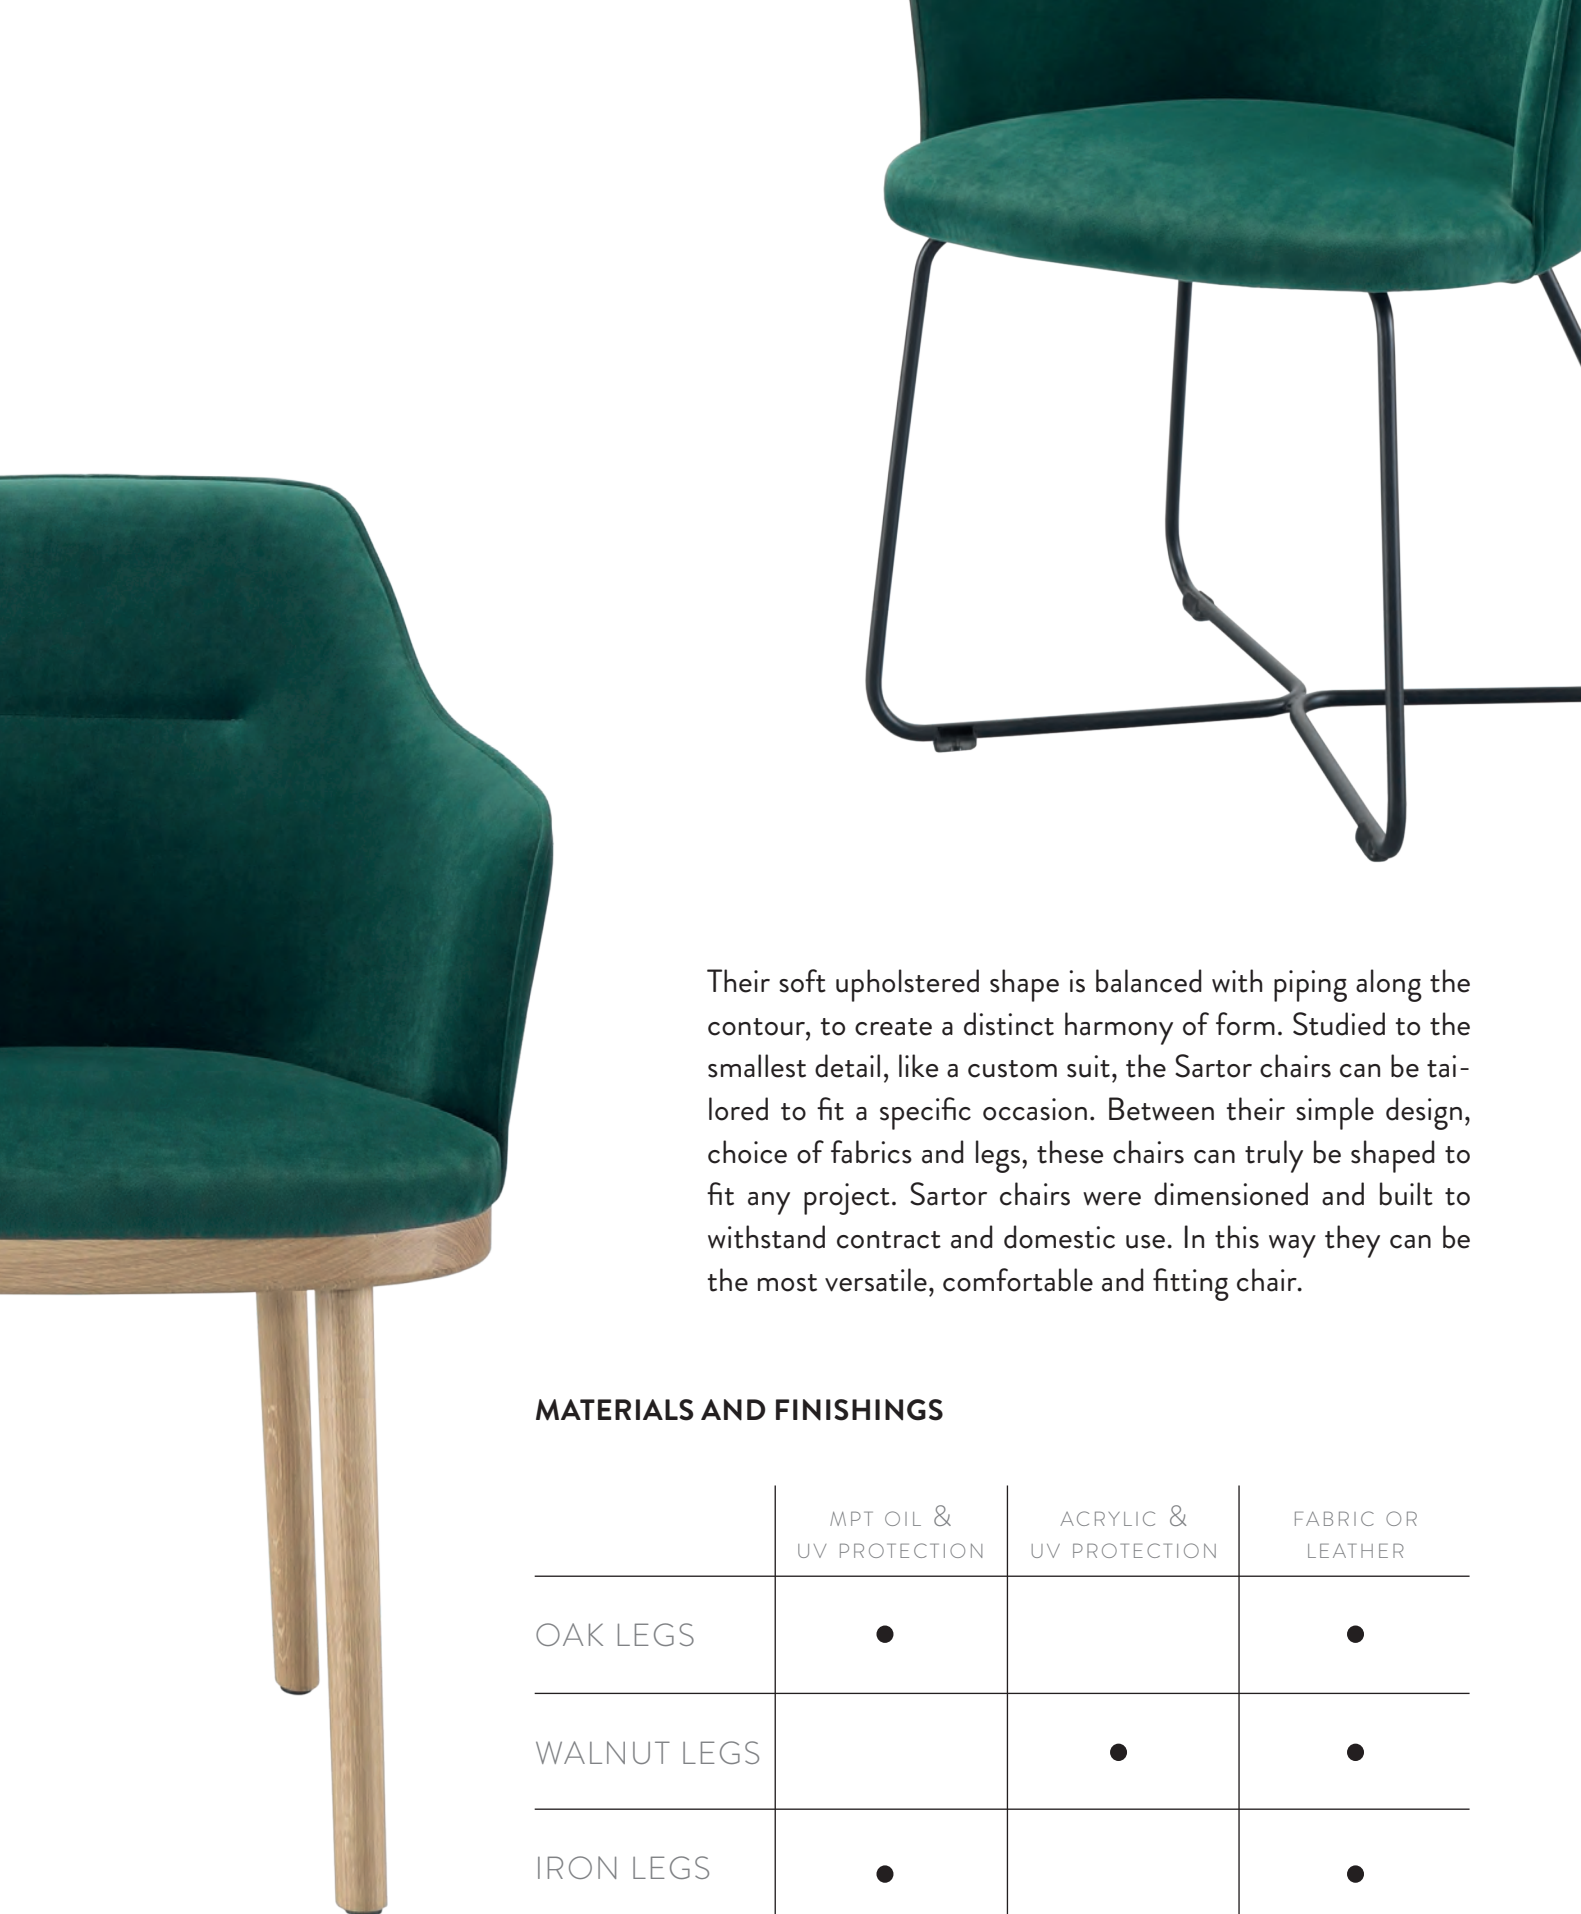 Their soft upholstered shape is balanced with piping along the
contour, to create a distinct harmony of form. Studied to the
smallest detail, like a custom suit, the Sartor chairs can be tai-
lored to fit a specific occasion. Between their simple design,
choice of fabrics and legs, these chairs can truly be shaped to
fit any project. Sartor chairs were dimensioned and built to
withstand contract and domestic use. In this way they can be
the most versatile, comfortable and fitting chair.
MATERIALS AND FINISHINGS
MPT OIL &
UV PROTECTION
ACRYLIC &
UV PROTECTION
FABRIC OR
LEATHER
OAK LEGS
WALNUT LEGS
IRON LEGS